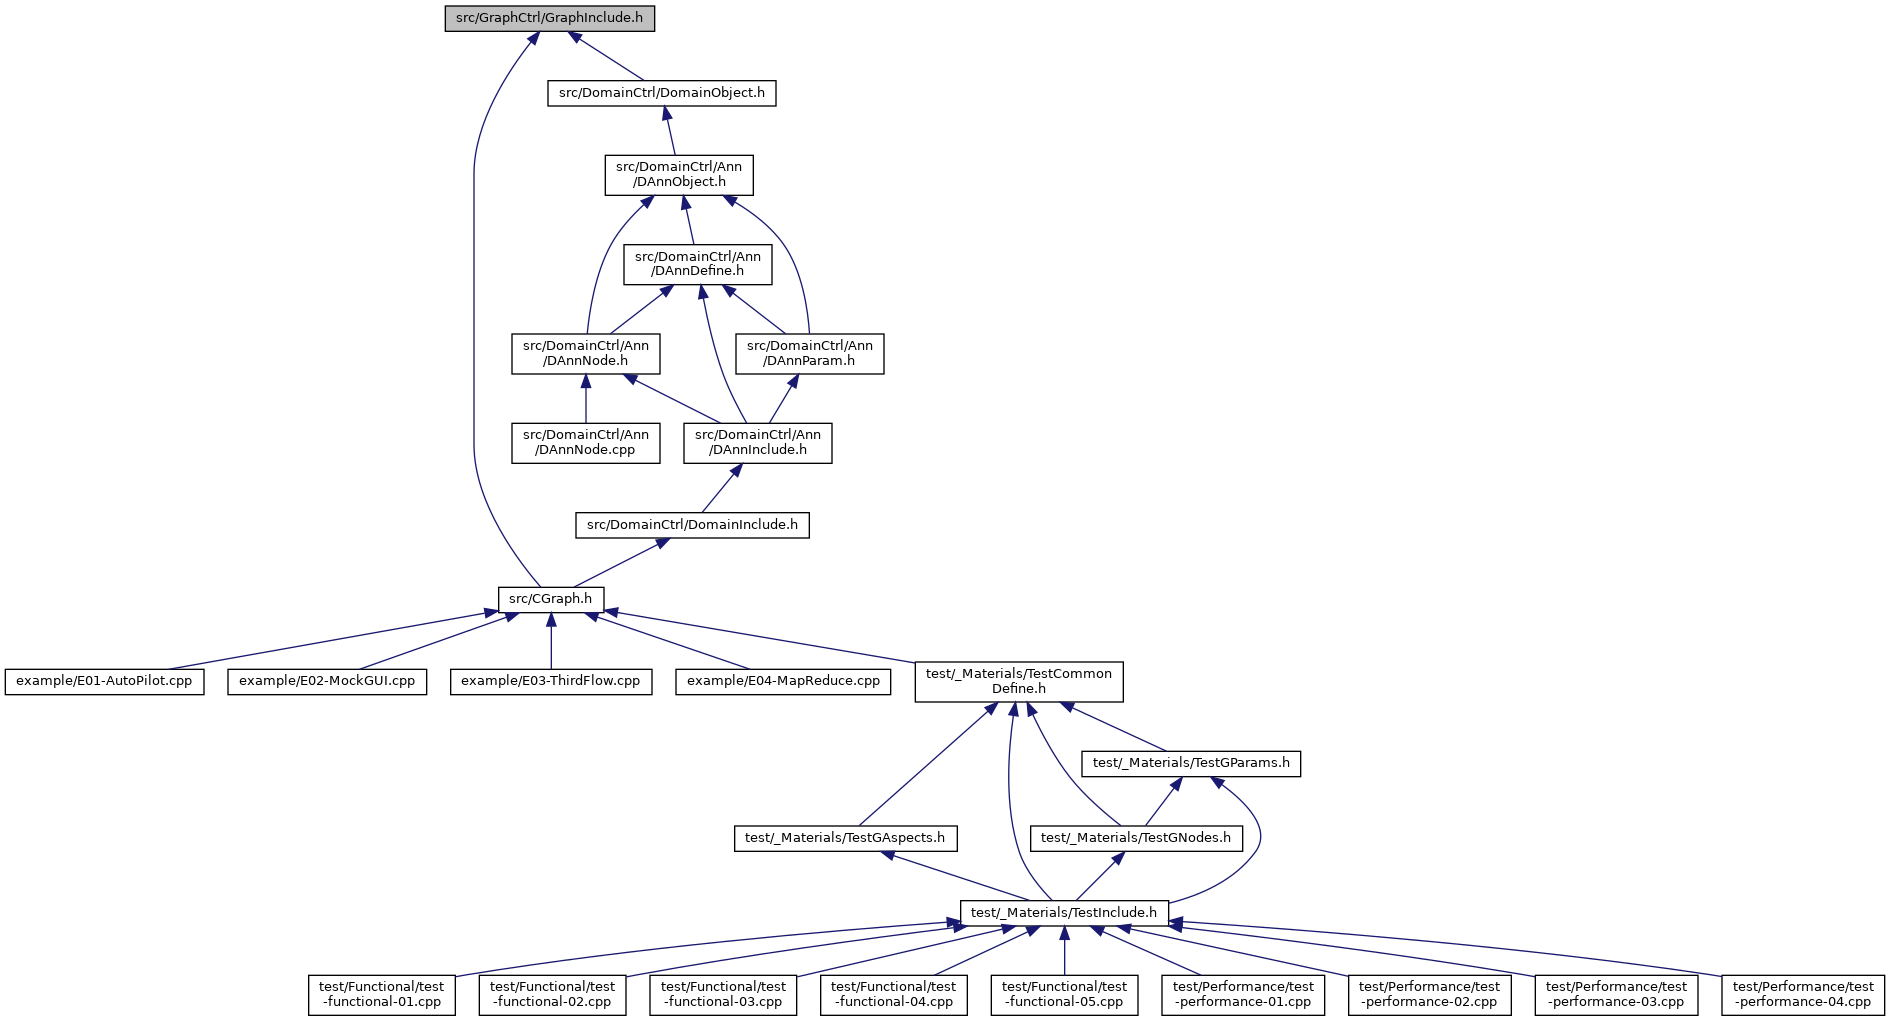 src/GraphCtrl/GraphInclude.h
src/DomainCtrl/DomainObject.h
src/DomainCtrl/Ann
/DAnnObject.h
src/DomainCtrl/Ann
/DAnnDefine.h
src/DomainCtrl/Ann
/DAnnNode.h
src/DomainCtrl/Ann
/DAnnParam.h
src/DomainCtrl/Ann
/DAnnNode.cpp
src/DomainCtrl/Ann
/DAnnInclude.h
src/DomainCtrl/DomainInclude.h
src/CGraph.h
example/E01-AutoPilot.cpp
example/E02-MockGUI.cpp
example/E03-ThirdFlow.cpp
example/E04-MapReduce.cpp
test/_Materials/TestCommon
Define.h
test/_Materials/TestGParams.h
test/_Materials/TestGAspects.h
test/_Materials/TestGNodes.h
test/_Materials/TestInclude.h
test/Functional/test
-functional-01.cpp
test/Functional/test
-functional-02.cpp
test/Functional/test
-functional-03.cpp
test/Functional/test
-functional-04.cpp
test/Functional/test
-functional-05.cpp
test/Performance/test
-performance-01.cpp
test/Performance/test
-performance-02.cpp
test/Performance/test
-performance-03.cpp
test/Performance/test
-performance-04.cpp